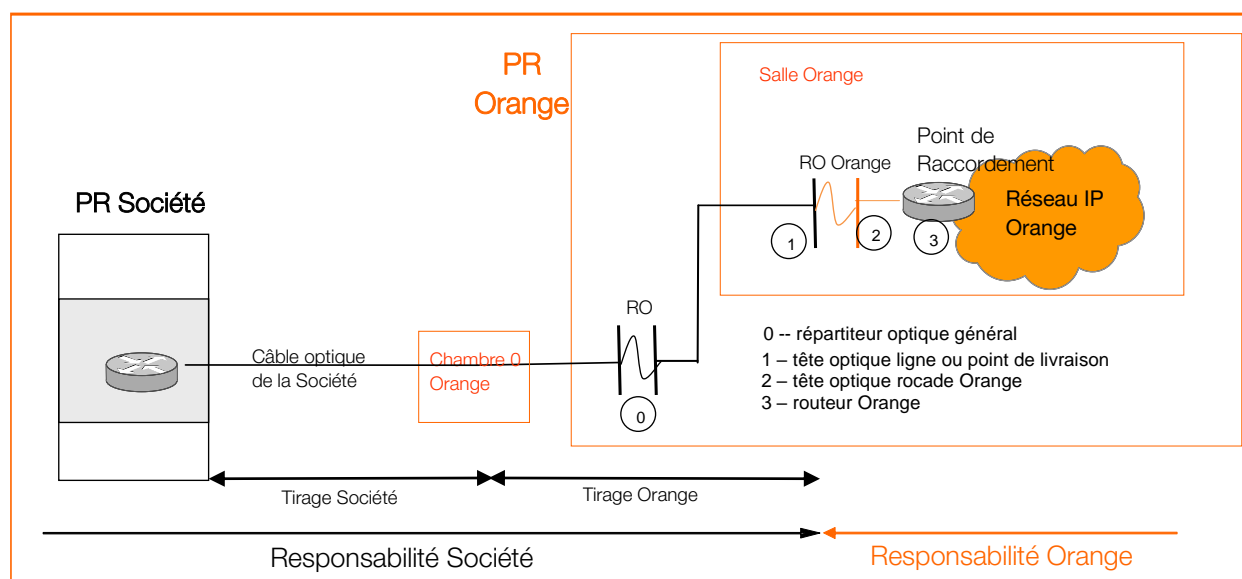 PR
Orange
Salle Orange
Point de
Raccordement
RO Orange
Réseau IP
Orange
PR Société
1
2
3
RO
0 -- répartiteur optique général
1 – tête optique ligne ou point de livraison
2 – tête optique rocade Orange
3 – routeur Orange
Câble optique
de la Société
Chambre 0
Orange
0
Tirage Société
Tirage Orange
Responsabilité Société
Responsabilité Orange